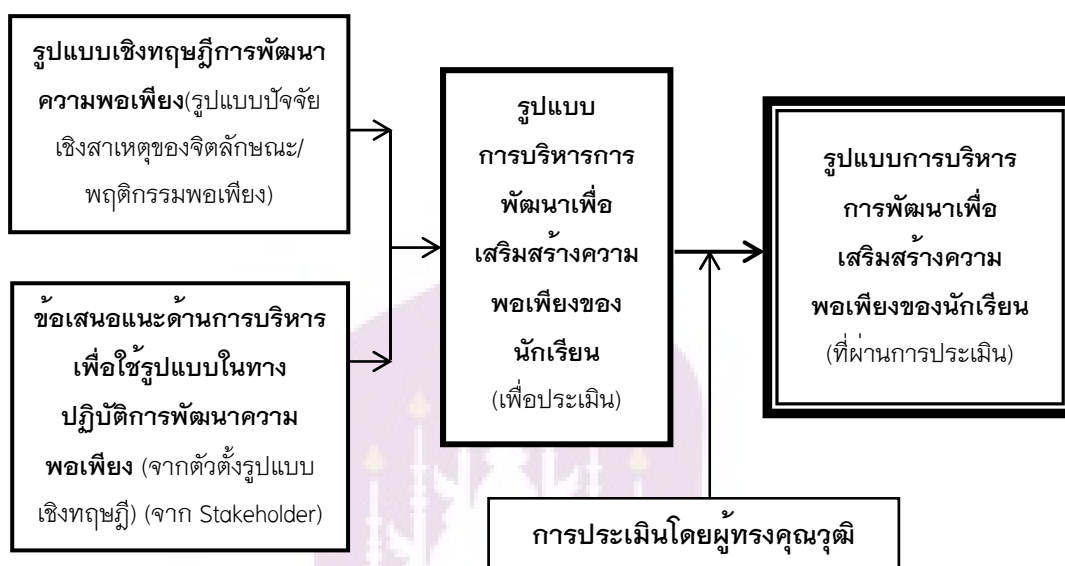 รูปแบบเชิงทฤษฎีการพัฒนา
ความพอเพียง(รูปแบบปัจจัย
เชิงสาเหตุของจิตลักษณะ/
พฤติกรรมพอเพียง)
ข้อเสนอแนะด้านการบริหาร
เพื่อใช้รูปแบบในทาง
ปฏิบัติการพัฒนาความ
พอเพียง (จากตัวตั้งรูปแบบ
เชิงทฤษฎี) (จาก Stakeholder)
รูปแบบ
การบริหารการ
พัฒนาเพื่อ
เสริมสร้างความ
พอเพียงของ
นักเรียน
(เพื่อประเมิน)
รูปแบบการบริหาร
การพัฒนาเพื่อ
เสริมสร้างความ
พอเพียงของนักเรียน
(ที่ผ่านการประเมิน)
การประเมินโดยผู้ทรงคุณวุฒิ